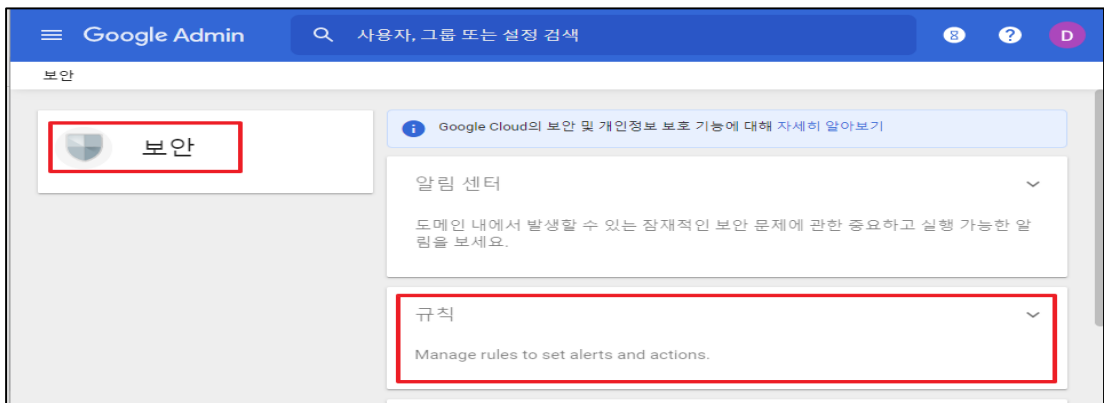 Google Admin
사용자, 그룹 또는 설정 검색
D
보안
보안
Google Cloud의 보안 및 개인정보 보호 기능에 대해 자세히 알아보기
알림 센터
도메인 내에서 발생할 수 있는 잠재적인 보안 문제에 관한 중요하고 실행 가능한 알
림을 보세요.
규칙
Manage rules to set alerts and actions.